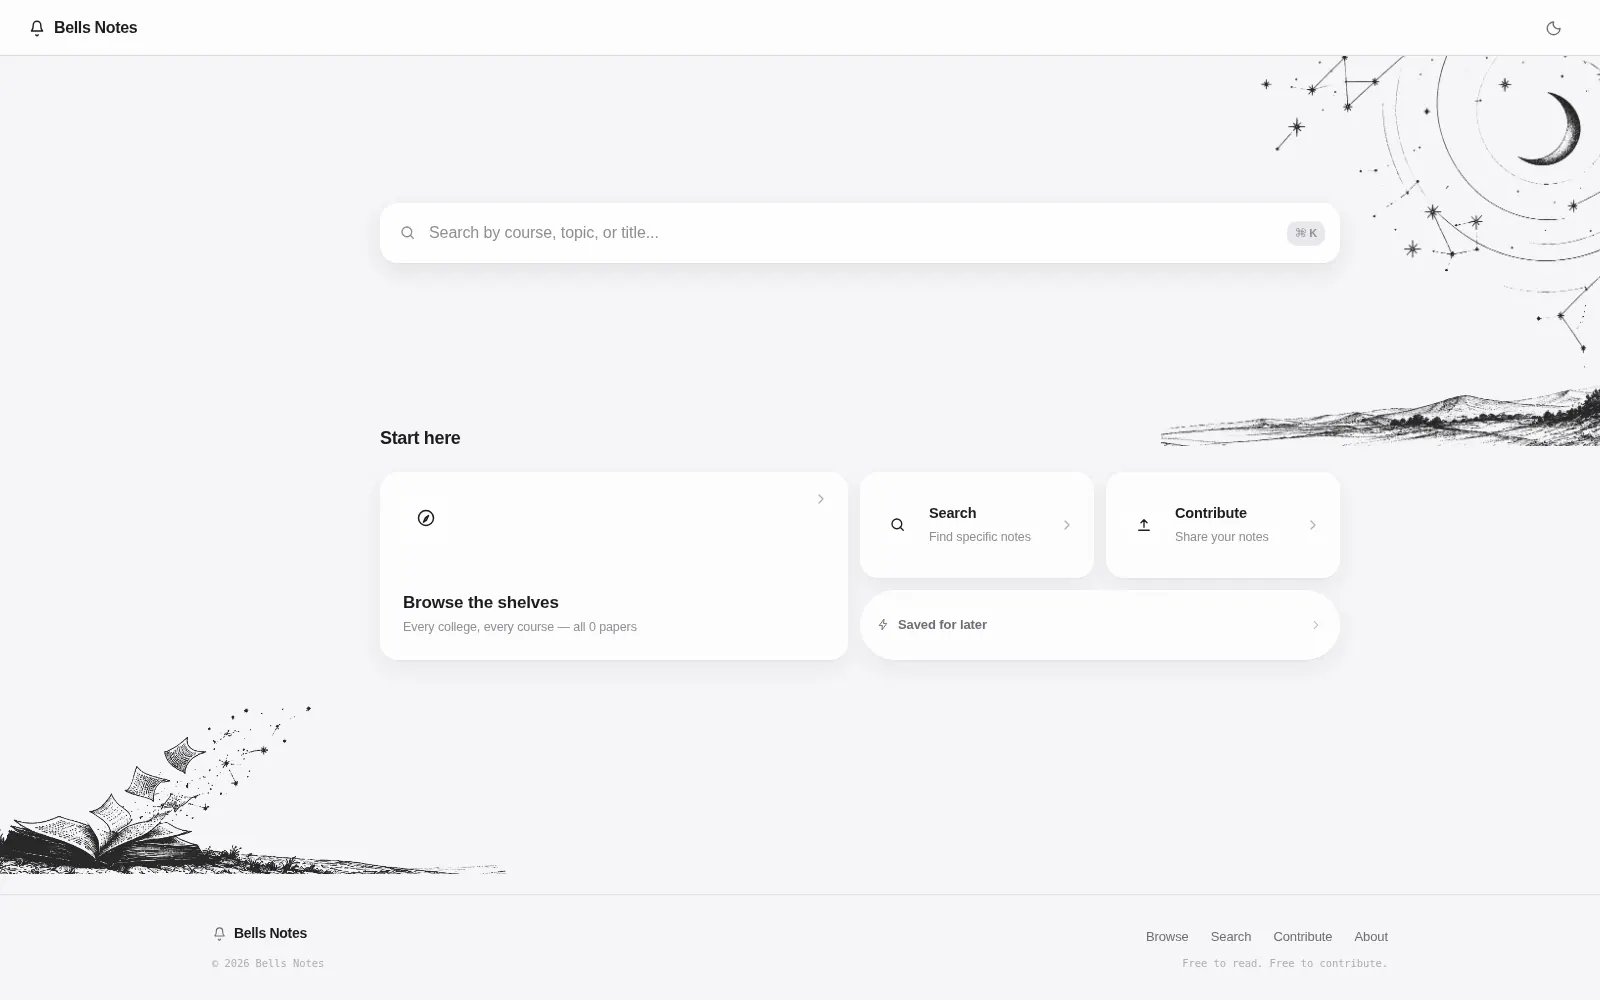 Bells Notes
Search by course, topic, or title...
⌘ K
Start here
Browse the shelves
Every college, every course — all 0 papers
Search
Find specific notes
Contribute
Share your notes
Saved for later
Bells Notes
© 2026 Bells Notes
Browse Search Contribute About
Free to read. Free to contribute.